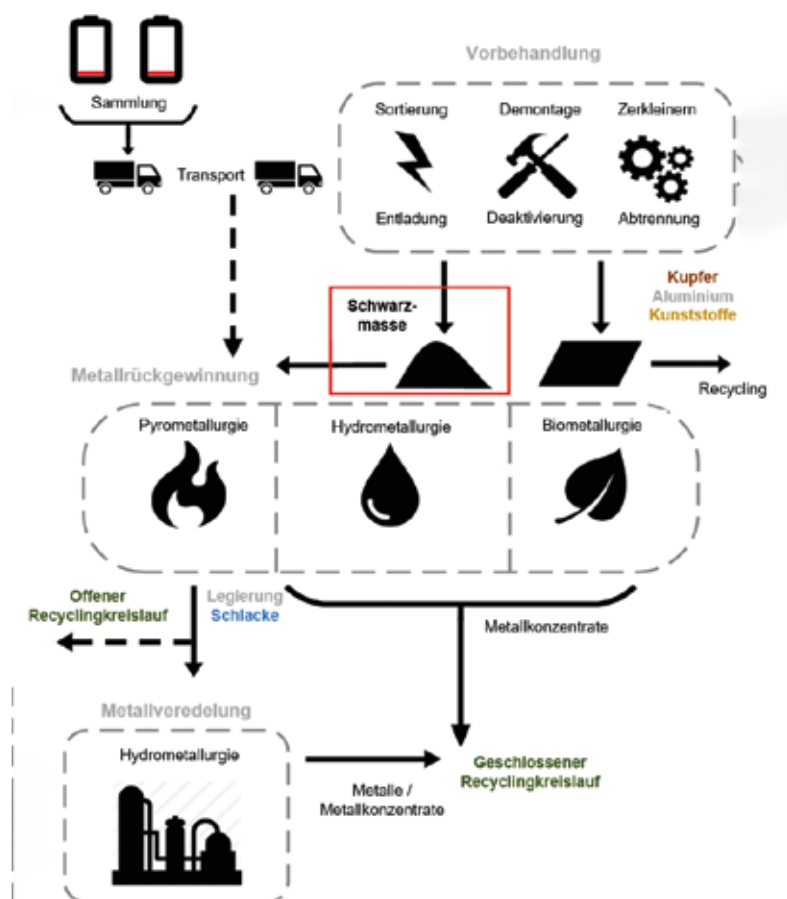 Vorbehandlung
Sammlung
Sortierung
Demontage
Zerkleinern
Transport
Entladung
Deaktivierung
Abtrennung
Kupfer
Aluminium
Kunststoffe
Schwarz-
masse
Recycling
Metallrückgewinnung
Pyrometallurgie
Hydrometallurgie
Biometallurgie
Offener
Recyclingkreislauf
Legierung
Schlacke
Metallkonzentrate
Metallveredelung
Hydrometallurgie
Geschlossener
Recyclingkreislauf
Metalle /
Metallkonzentrate